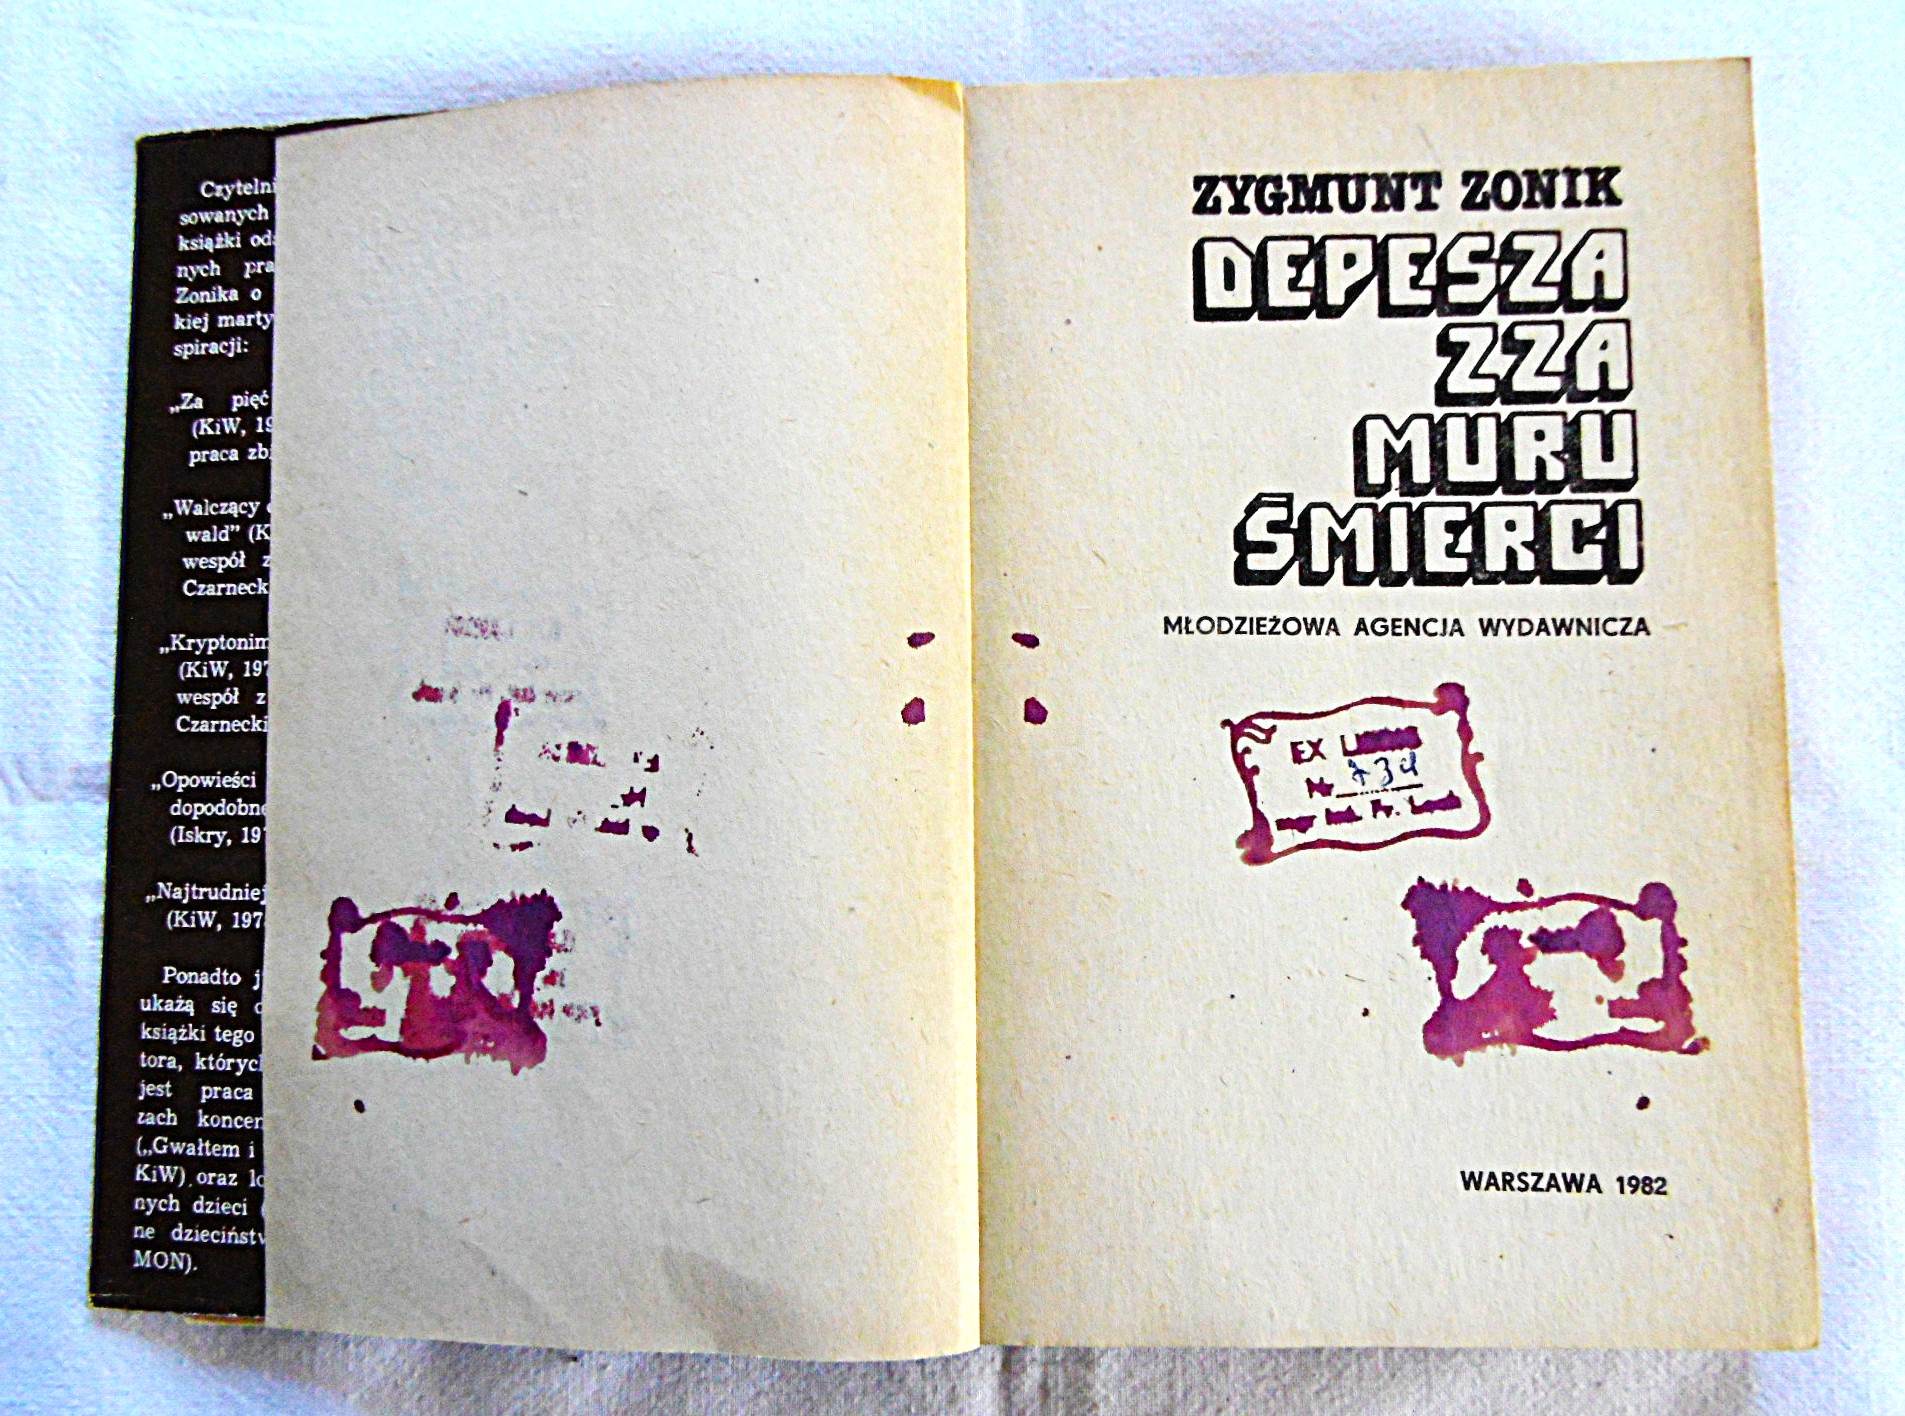 Czytelni
sowanych
książki od
nych pra
Zonika o
kiej marty
spiracji:
„Za pięć
(KiW, 19
praca zb
„Walczący
wald” (K
wespół z
Czarneck
„Kryptonim
(KiW, 197
wespół z
Czarnecki
„Opowieści
dopodobne
(Iskry, 19
„Najtrudniej
(KiW, 197
Ponadto j
ukażą się
książki tego
tora, których
jest praca
zach koncen
(„Gwałtem i
KiW), oraz lo
nych dzieci (
ne dzieciństw
MON).
ZYGMUNT ZONIK
DEPESZA
ZZA
MURU
ŚMIERCI
MŁODZIEŻOWA AGENCJA WYDAWNICZA
EX
Nr
WARSZAWA 1982